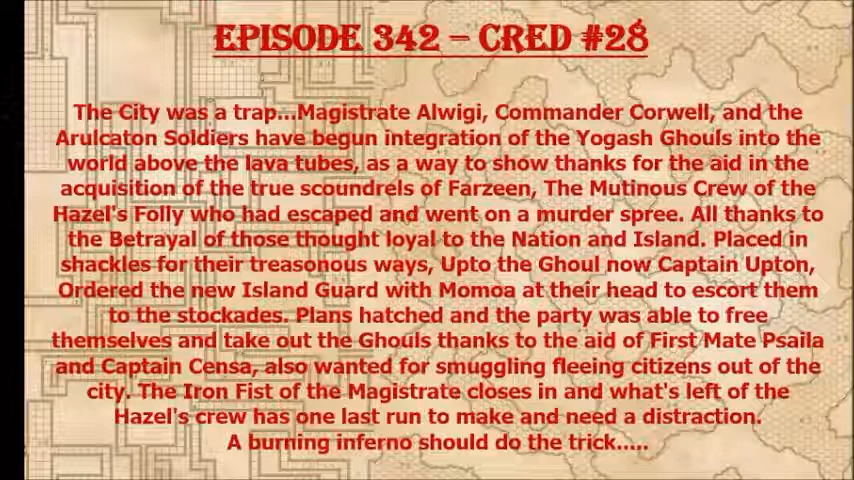 EPISODE 342 – CRED #28
The City was a trap...Magistrate Alwigi, Commander Corwell, and the
Arulcaton Soldiers have begun integration of the Yogash Ghouls into the
world above the lava tubes, as a way to show thanks for the aid in the
acquisition of the true scoundrels of Farzeen, The Mutinous Crew of the
Hazel's Folly who had escaped and went on a murder spree. All thanks to
the Betrayal of those thought loyal to the Nation and Island. Placed in
shackles for their treasonous ways, Upto the Ghoul now Captain Upton,
Ordered the new Island Guard with Momoa at their head to escort them
to the stockades. Plans hatched and the party was able to free
themselves and take out the Ghouls thanks to the aid of First Mate Psaila
and Captain Censa, also wanted for smuggling fleeing citizens out of the
city. The Iron Fist of the Magistrate closes in and what's left of the
Hazel's crew has one last run to make and need a distraction.
A burning inferno should do the trick.....